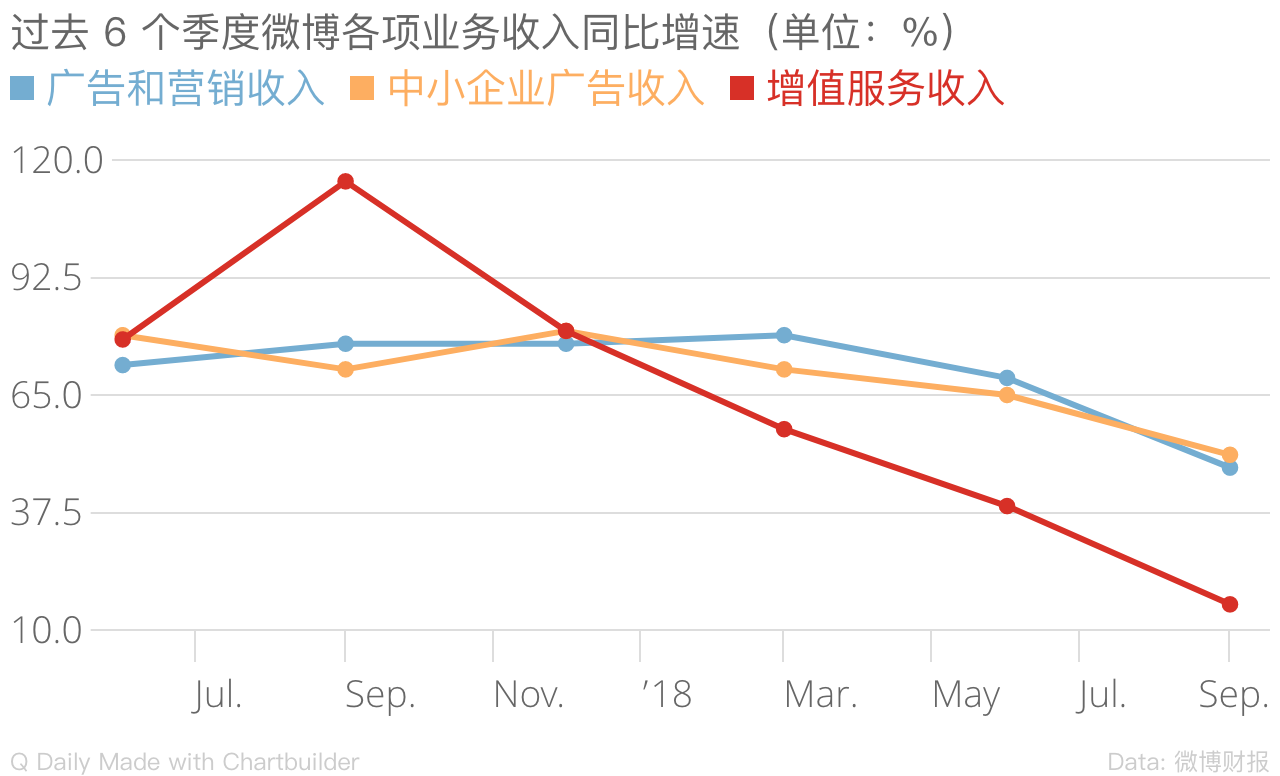 过去 6 个季度微博各项业务收入同比增速（单位：%）
广告和营销收入 中小企业广告收入 增值服务收入
120.0
92.5
65.0
37.5
10.0
Jul. Sep. Nov. ’18 Mar. May Jul. Sep.
Q Daily Made with Chartbuilder Data: 微博财报